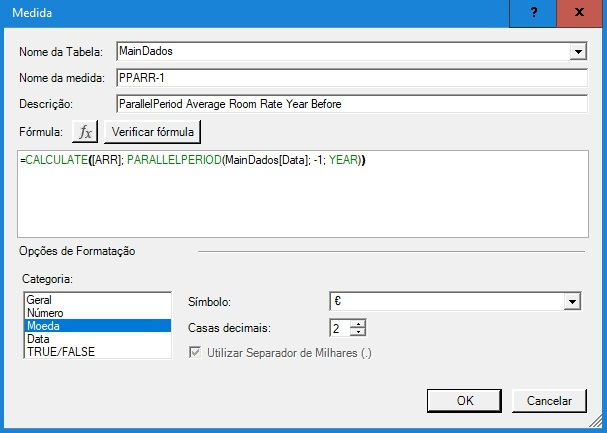 Medida
? x
Nome da Tabela: MainDados
Nome da medida: PPARR-1
Descrição: ParallelPeriod Average Room Rate Year Before
Fórmula: fx Verificar fórmula
=CALCULATE([ARR]; PARALLELPERIOD(MainDados[Data]; -1; YEAR))
Opções de Formatação
Categoria:
Geral
Número
Moeda
Data
TRUE/FALSE
Símbolo: €
Casas decimais: 2
Utilizar Separador de Milhares (.)
OK Cancelar